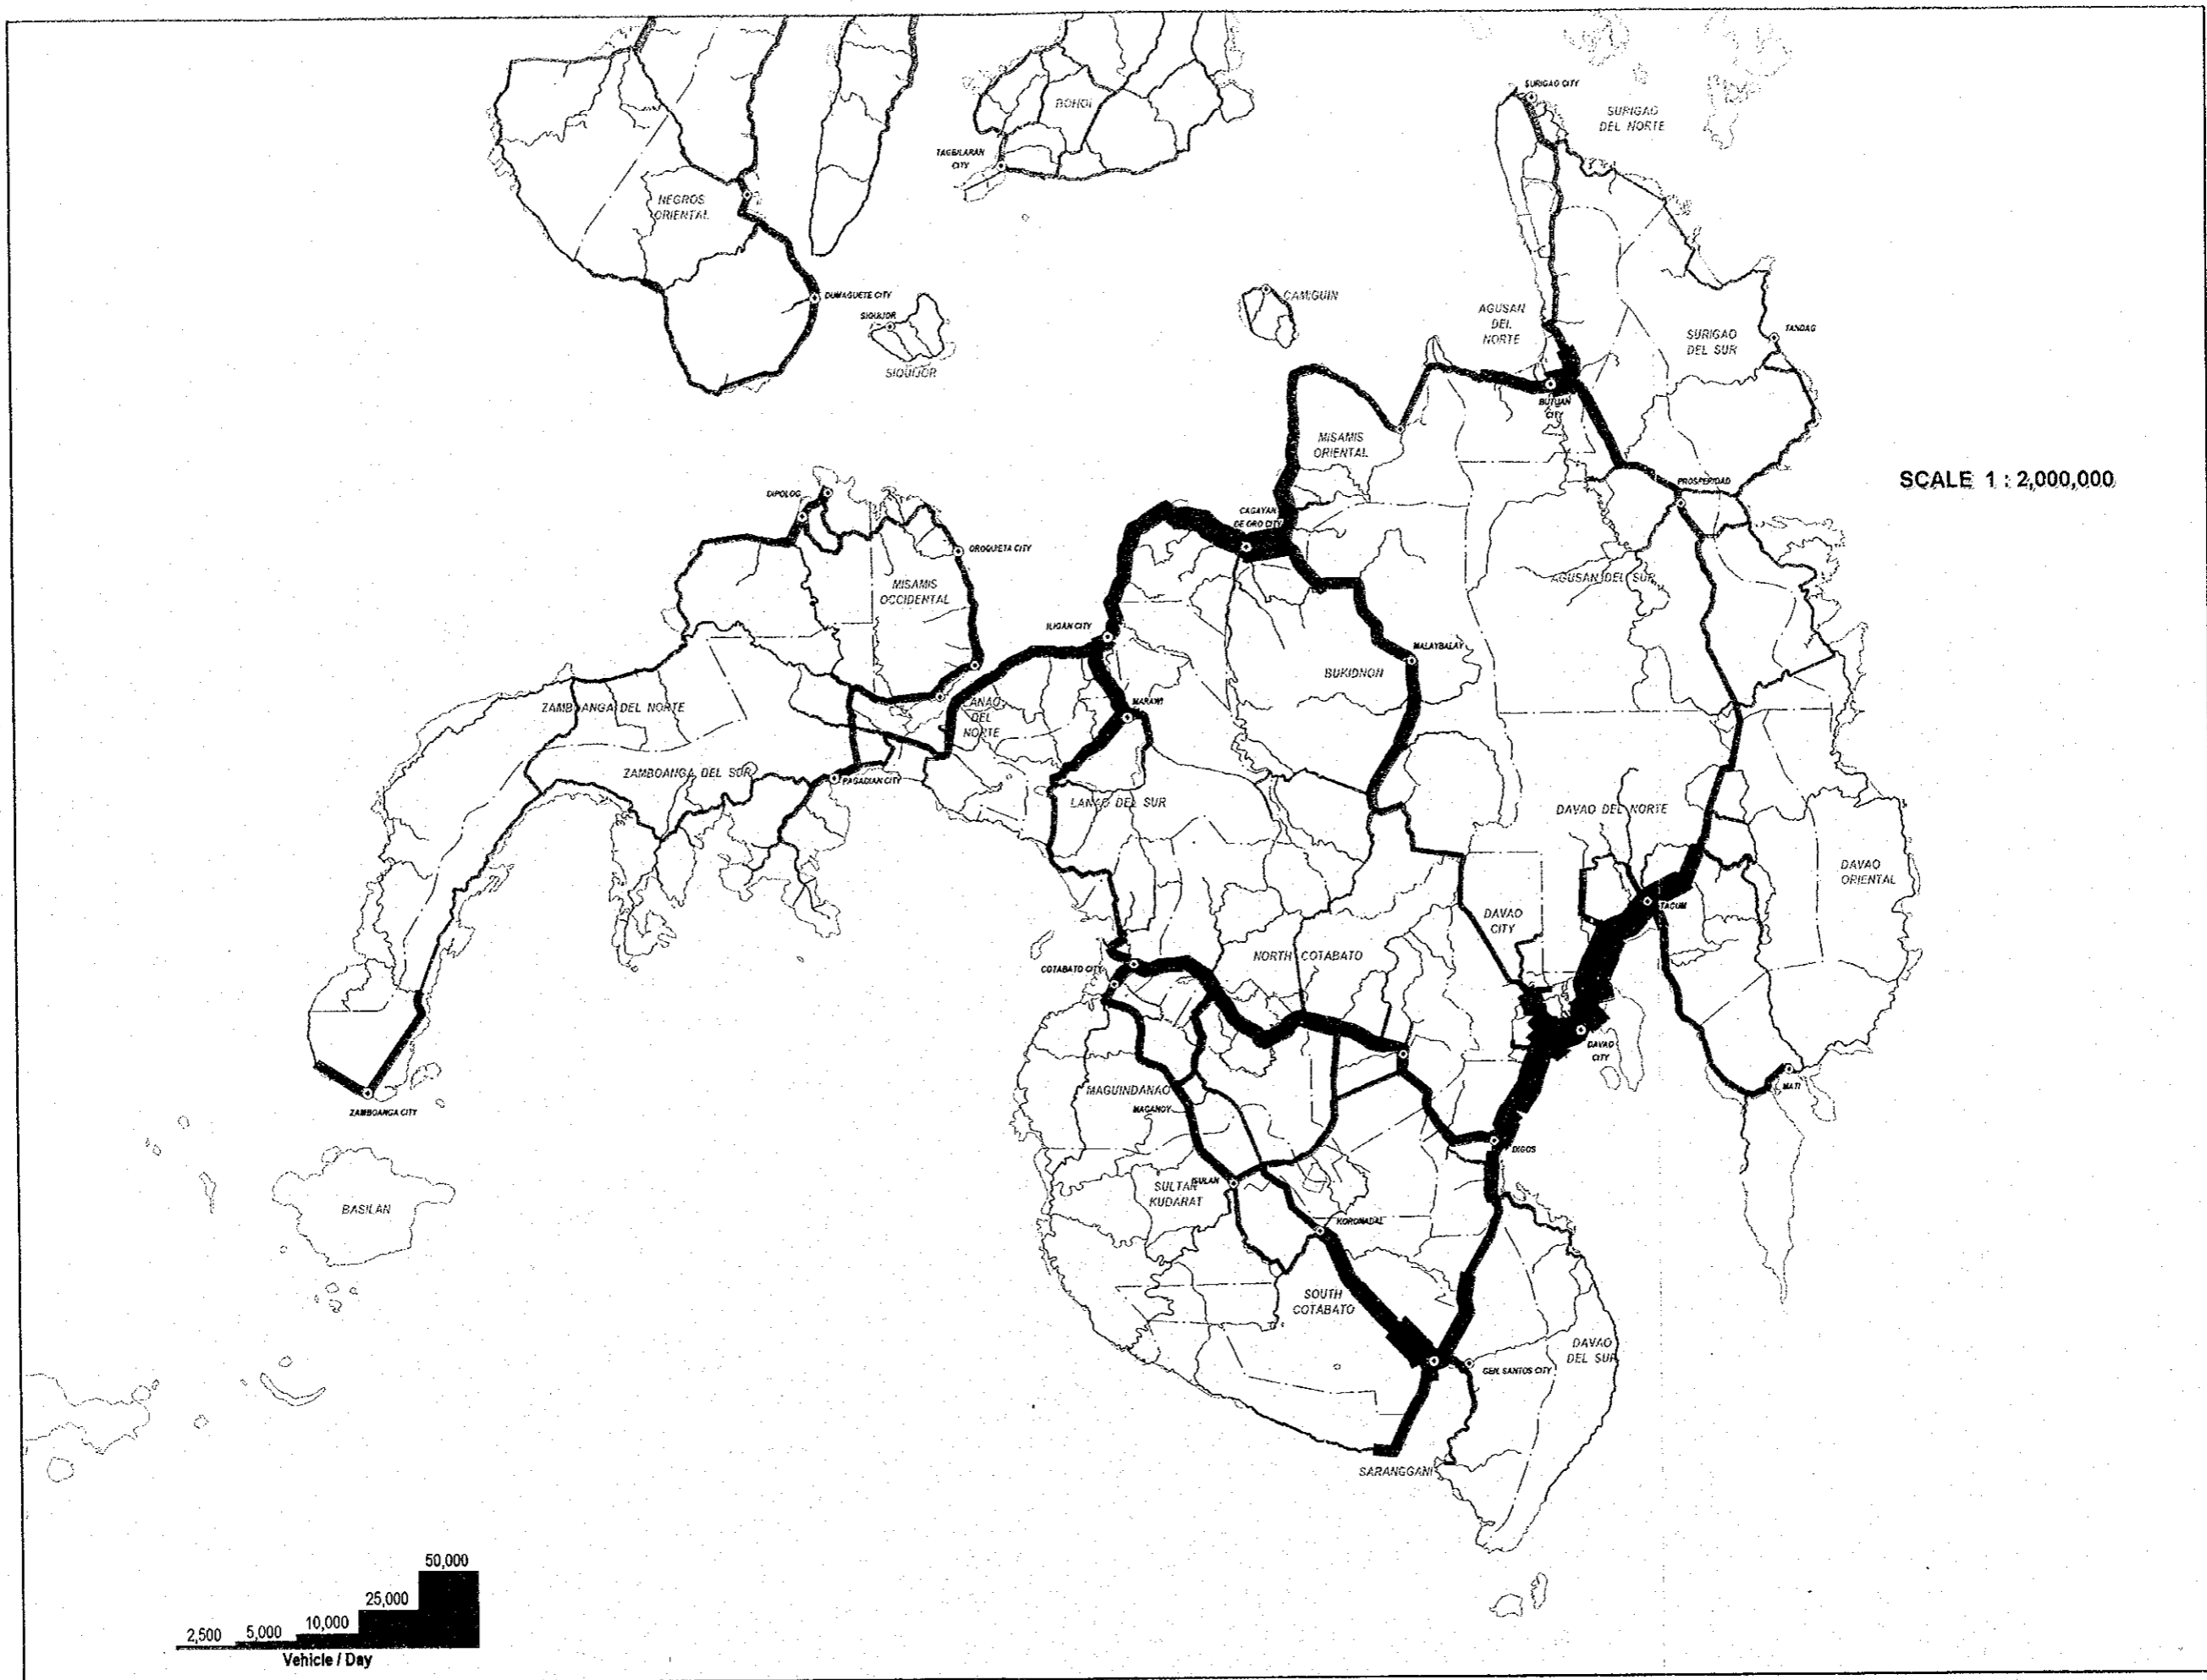 SURIGAO CITY
SURIGAO
DEL NORTE
BOHOL
TAGBILARAN
CITY
NEGROS
ORIENTAL
DUMAGUETE CITY
SIQUIJOR
SIQUIJOR
CAMIGUIN
AGUSAN
DEL
NORTE
SURIGAO
DEL SUR
TANDAG
BUTUAN
CITY
MISAMIS
ORIENTAL
SCALE 1 : 2,000,000
PROSPERIDAD
DIPOLOG
CAGAYAN
DE ORO CITY
OROQUETA CITY
AGUSAN DEL SUR
MISAMIS
OCCIDENTAL
ILIGAN CITY
MALAYBALAY
BUKIDNON
ZAMBOANGA DEL NORTE
LANAO
DEL
NORTE
MARAWI
ZAMBOANGA DEL SUR
PAGADIAN CITY
LANAO DEL SUR
DAVAO DEL NORTE
DAVAO
ORIENTAL
TAGUM
DAVAO
CITY
NORTH COTABATO
COTABATO CITY
DAVAO
CITY
MATI
MAGUINDANAO
MAGANOY
ZAMBOANGA CITY
DIGOS
BASILAN
SULTAN
KUDARAT
ISULAN
KORONADAL
SOUTH
COTABATO
DAVAO
DEL SUR
GEN. SANTOS CITY
SARANGGANI
50,000
25,000
10,000
5,000
2,500
Vehicle / Day